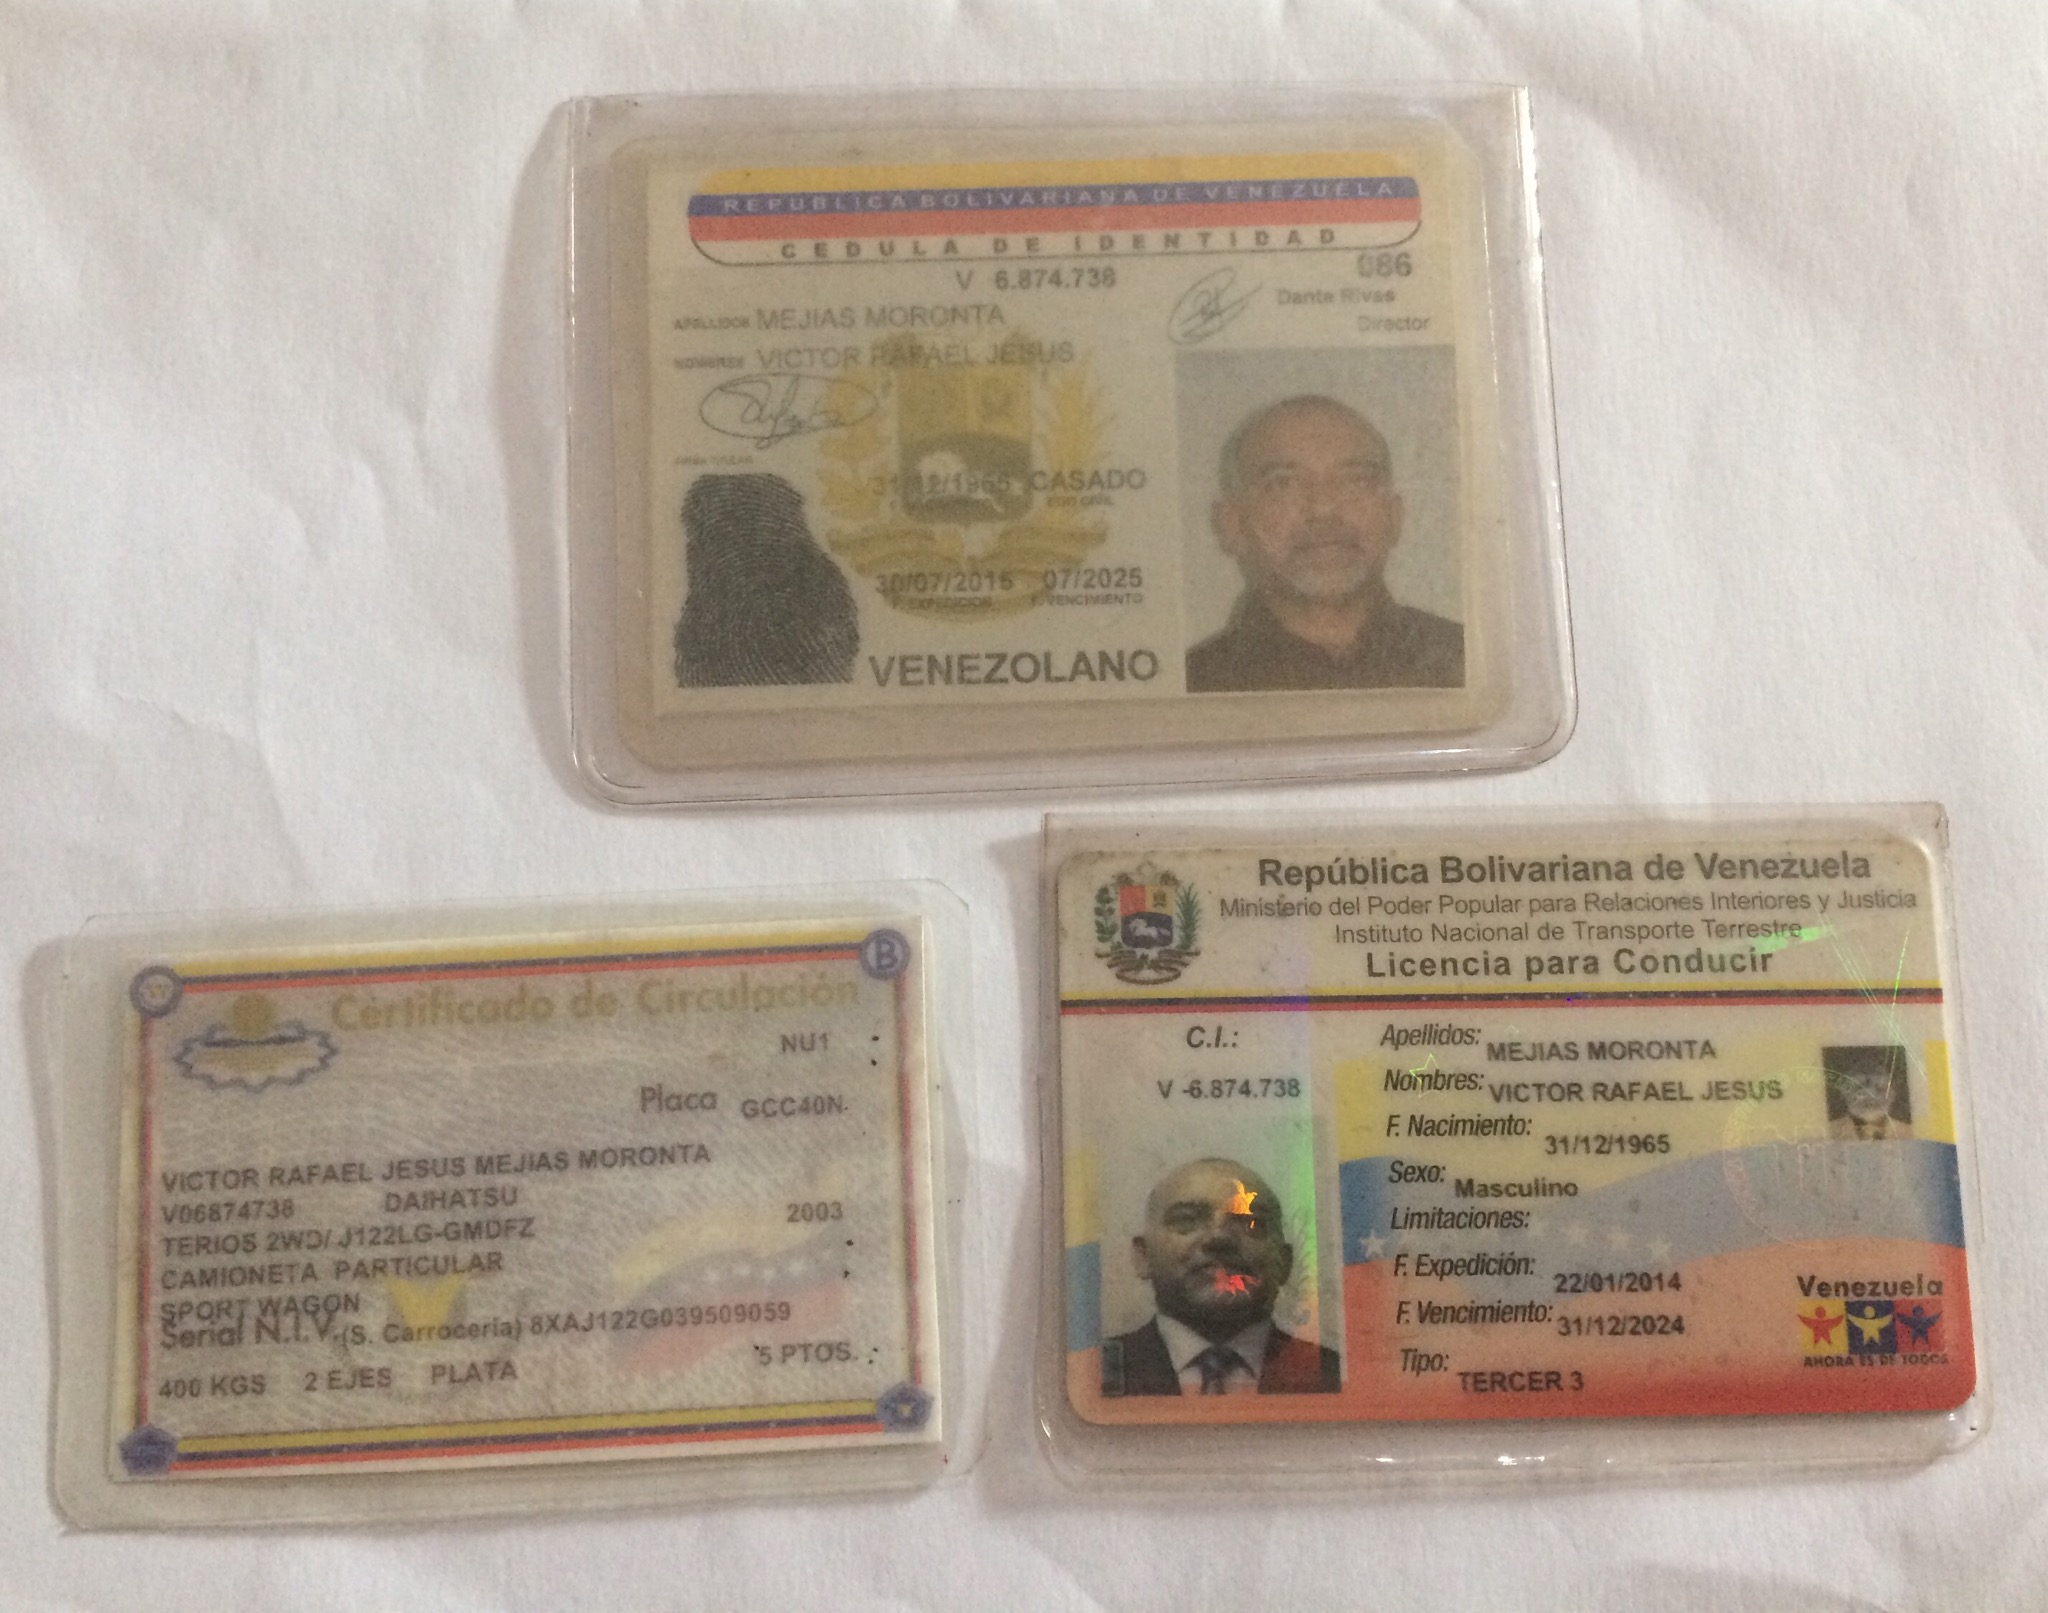 REPUBLICA BOLIVARIANA DE VENEZUELA
CEDULA DE IDENTIDAD
V 6.874.738
086
Dante Rivas
Director
APELLIDOS MEJIAS MORONTA
NOMBRES VICTOR RAFAEL JESUS
FIRMA TITULAR
31/12/1965 CASADO
EDO CIVIL
30/07/2015 07/2025
F. EXPEDICION F. VENCIMIENTO
VENEZOLANO
Certificado de Circulación
B
NU1
Placa GCC40N
VICTOR RAFAEL JESUS MEJIAS MORONTA
V06874738 DAIHATSU
2003
TERIOS 2WD/ J122LG-GMDFZ
CAMIONETA PARTICULAR
SPORT WAGON
Serial N.I.V. (S. Carroceria) 8XAJ122G039509059
5 PTOS.
400 KGS 2 EJES PLATA
República Bolivariana de Venezuela
Ministerio del Poder Popular para Relaciones Interiores y Justicia
Instituto Nacional de Transporte Terrestre
Licencia para Conducir
C.I.:
V -6.874.738
Apellidos: MEJIAS MORONTA
Nombres: VICTOR RAFAEL JESUS
F. Nacimiento: 31/12/1965
Sexo: Masculino
Limitaciones:
F. Expedición: 22/01/2014
F. Vencimiento: 31/12/2024
Tipo: TERCER 3
Venezuela
AHORA ES DE TODOS